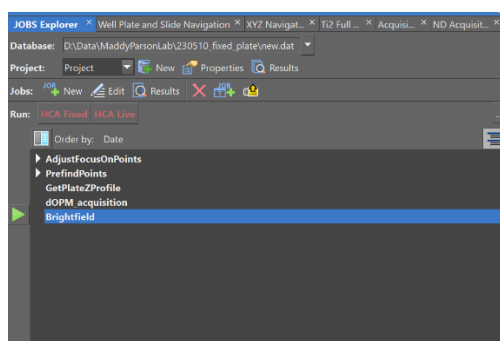 JOBS Explorer × Well Plate and Slide Navigation × XYZ Navigat... × Ti2 Full ... × Acquisi... × ND Acquisit... ×
Database: D:\Data\MaddyParsonLab\230510_fixed_plate\new.dat
Project: Project New Properties Results
Jobs: New Edit Results
Run: HCA Fixed HCA Live ...
Order by: Date
AdjustFocusOnPoints
PrefindPoints
GetPlateZProfile
dOPM_acquisition
Brightfield